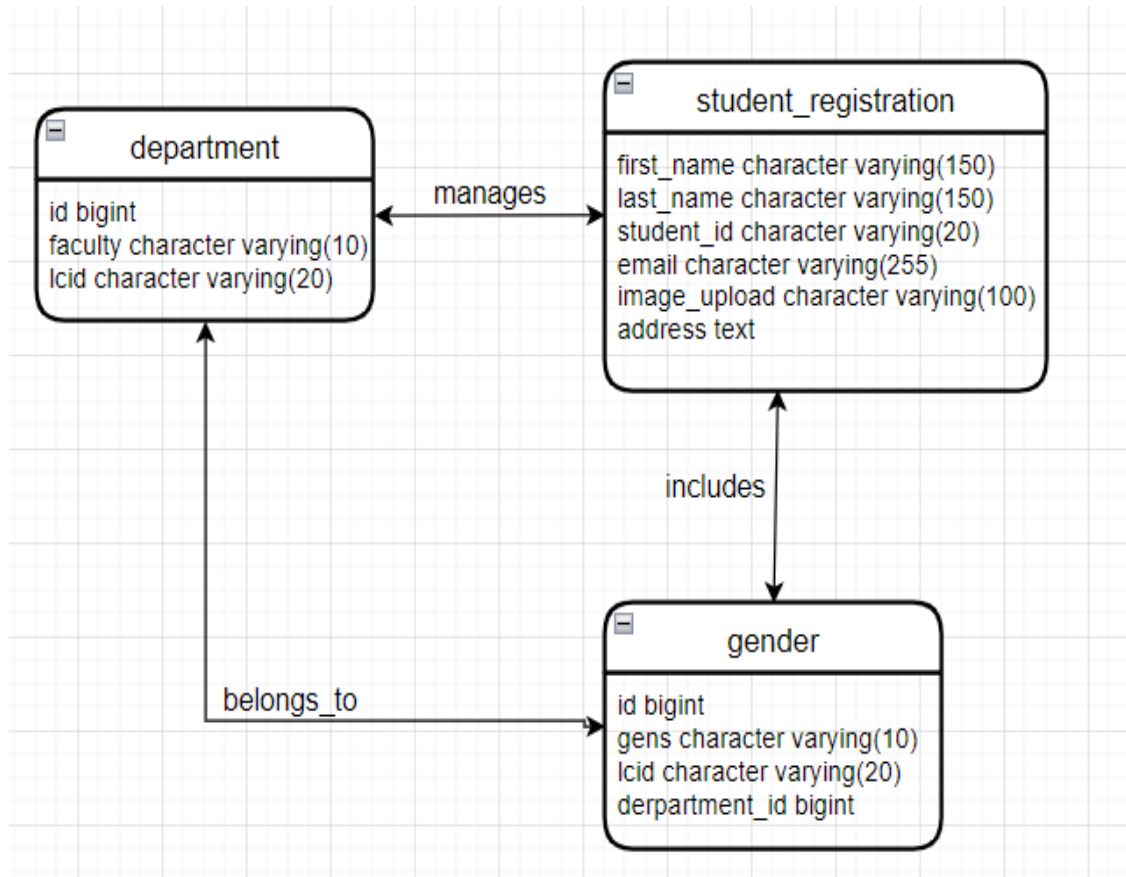 department
id bigint
faculty character varying(10)
lcid character varying(20)
manages
student_registration
first_name character varying(150)
last_name character varying(150)
student_id character varying(20)
email character varying(255)
image_upload character varying(100)
address text
includes
belongs_to
gender
id bigint
gens character varying(10)
lcid character varying(20)
derpartment_id bigint